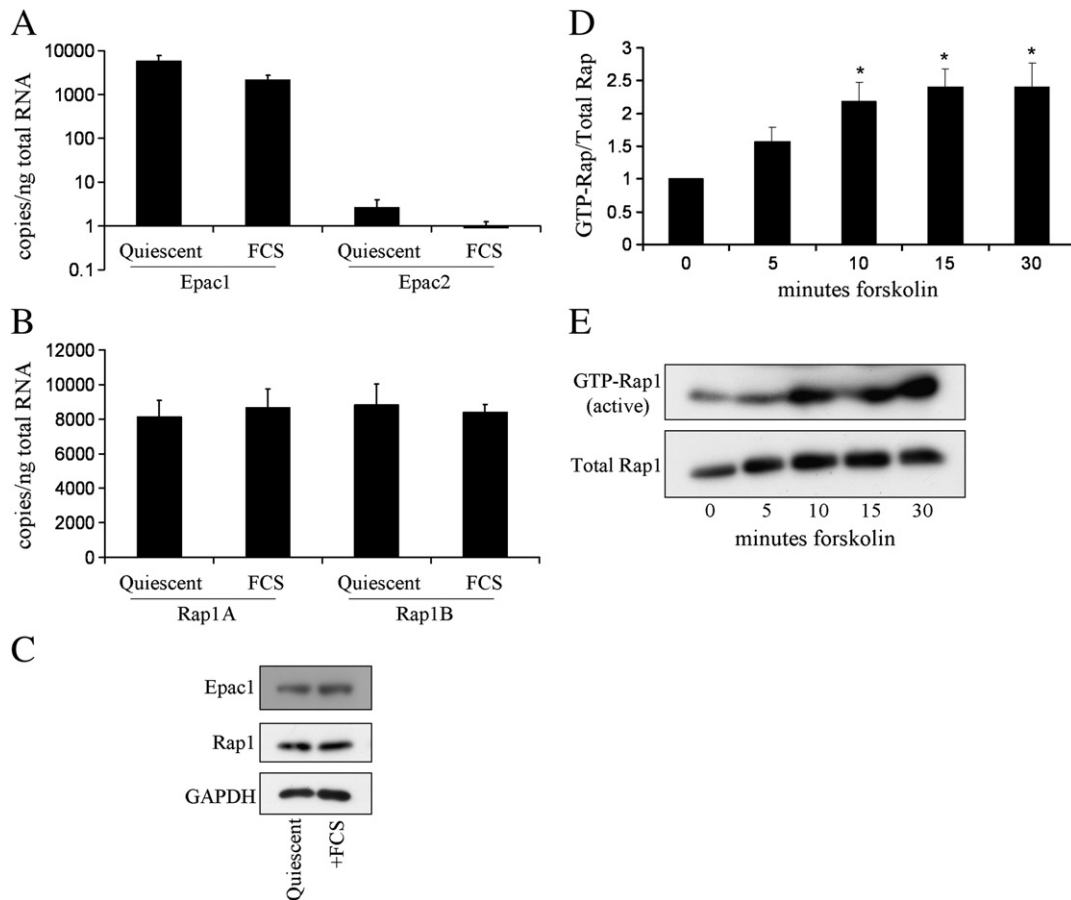 A
copies/ng total RNA
10000
1000
100
10
1
0.1
Quiescent FCS Quiescent FCS
Epac1 Epac2
B
copies/ng total RNA
12000
10000
8000
6000
4000
2000
0
Quiescent FCS Quiescent FCS
Rap1A Rap1B
C
Epac1
Rap1
GAPDH
Quiescent
+FCS
D
GTP-Rap/Total Rap
3
2.5
2
1.5
1
0.5
0
* * *
0 5 10 15 30
minutes forskolin
E
GTP-Rap1
(active)
Total Rap1
0 5 10 15 30
minutes forskolin